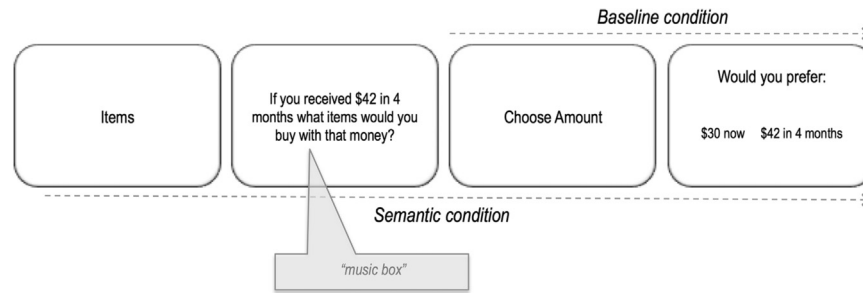 Baseline condition
Items
If you received $42 in 4
months what items would you
buy with that money?
Choose Amount
Would you prefer:
$30 now $42 in 4 months
Semantic condition
"music box"